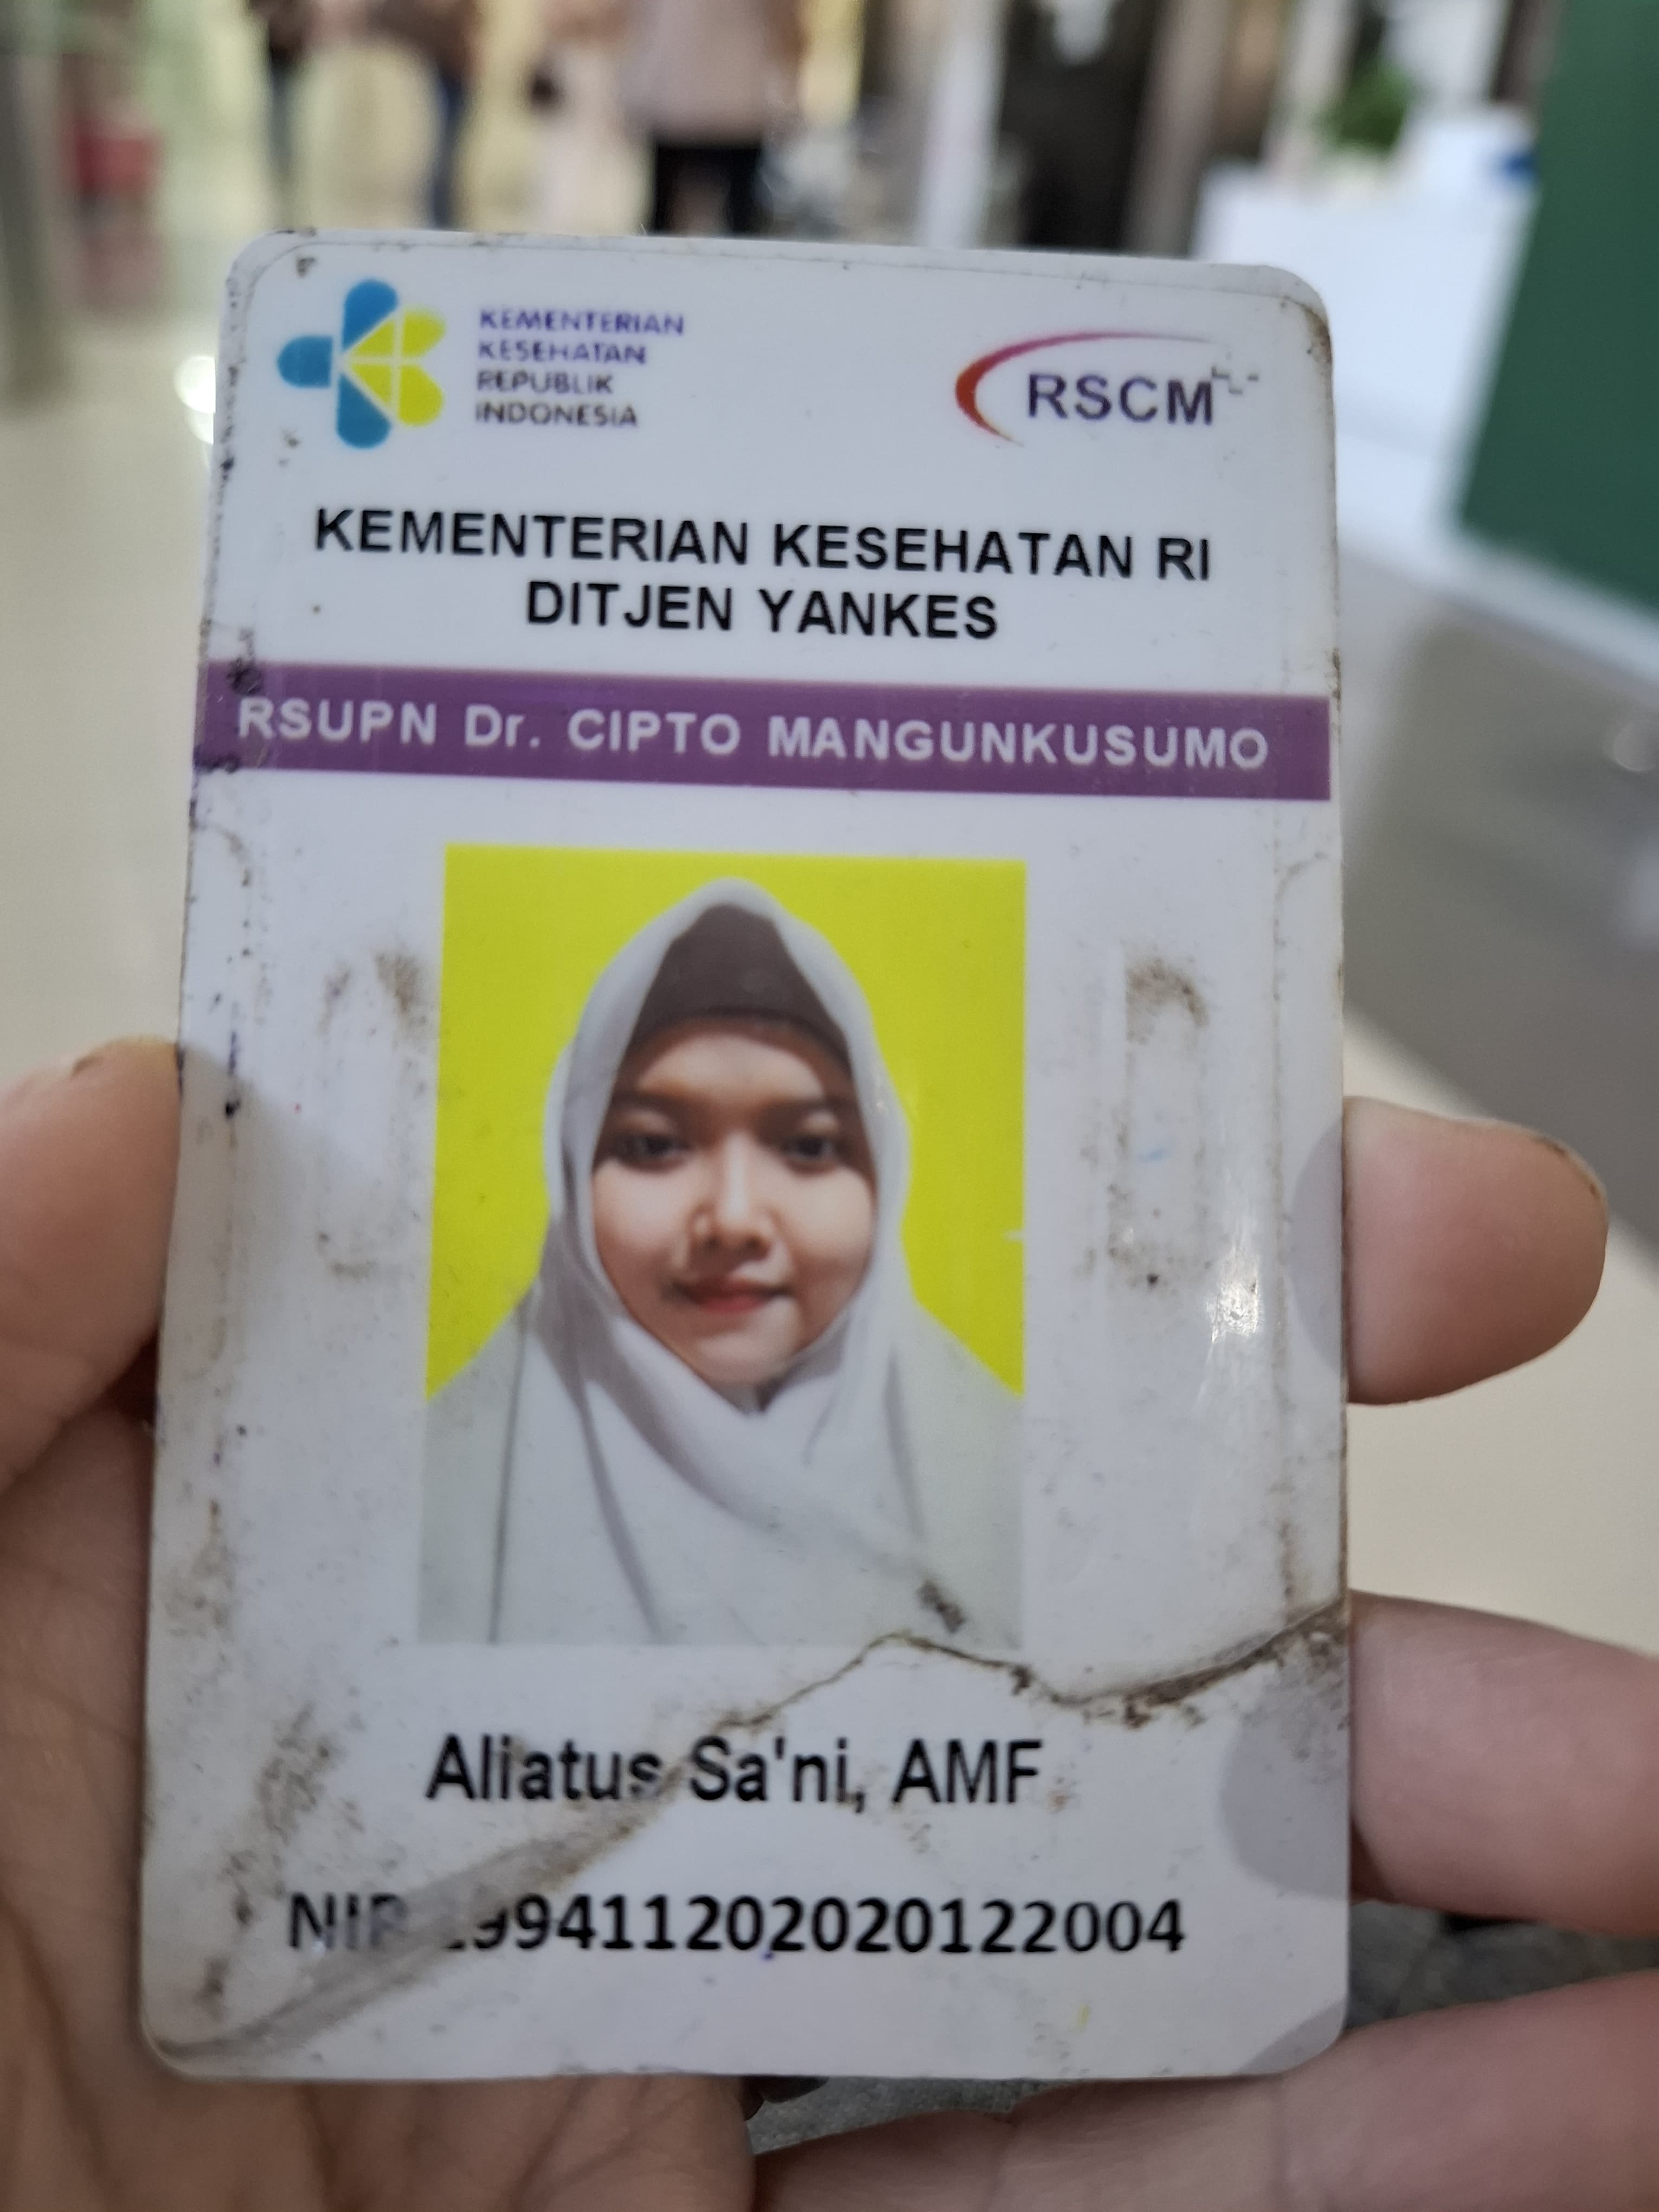 KEMENTERIAN
KESEHATAN
REPUBLIK
INDONESIA
RSCM
KEMENTERIAN KESEHATAN RI
DITJEN YANKES
RSUPN Dr. CIPTO MANGUNKUSUMO
Aliatus Sa'ni, AMF
NIP 199411202020122004